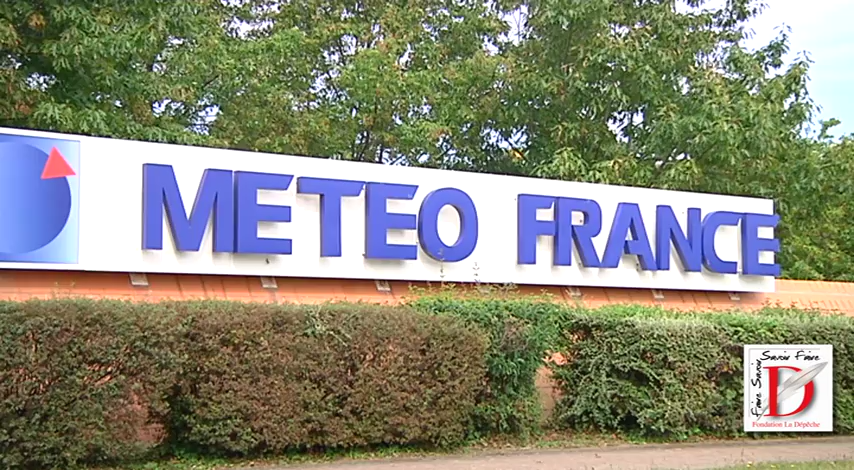 METEO FRANCE
Savoir Faire
Faire Savoir
D
Fondation La Dépêche